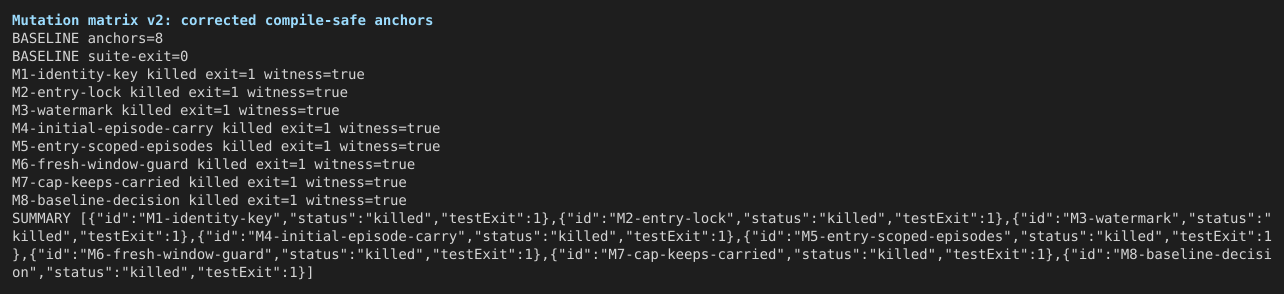 Mutation matrix v2: corrected compile-safe anchors
BASELINE anchors=8
BASELINE suite-exit=0
M1-identity-key killed exit=1 witness=true
M2-entry-lock killed exit=1 witness=true
M3-watermark killed exit=1 witness=true
M4-initial-episode-carry killed exit=1 witness=true
M5-entry-scoped-episodes killed exit=1 witness=true
M6-fresh-window-guard killed exit=1 witness=true
M7-cap-keeps-carried killed exit=1 witness=true
M8-baseline-decision killed exit=1 witness=true
SUMMARY [{"id":"M1-identity-key","status":"killed","testExit":1},{"id":"M2-entry-lock","status":"killed","testExit":1},{"id":"M3-watermark","status":"
killed","testExit":1},{"id":"M4-initial-episode-carry","status":"killed","testExit":1},{"id":"M5-entry-scoped-episodes","status":"killed","testExit":1
},{"id":"M6-fresh-window-guard","status":"killed","testExit":1},{"id":"M7-cap-keeps-carried","status":"killed","testExit":1},{"id":"M8-baseline-decisi
on","status":"killed","testExit":1}]